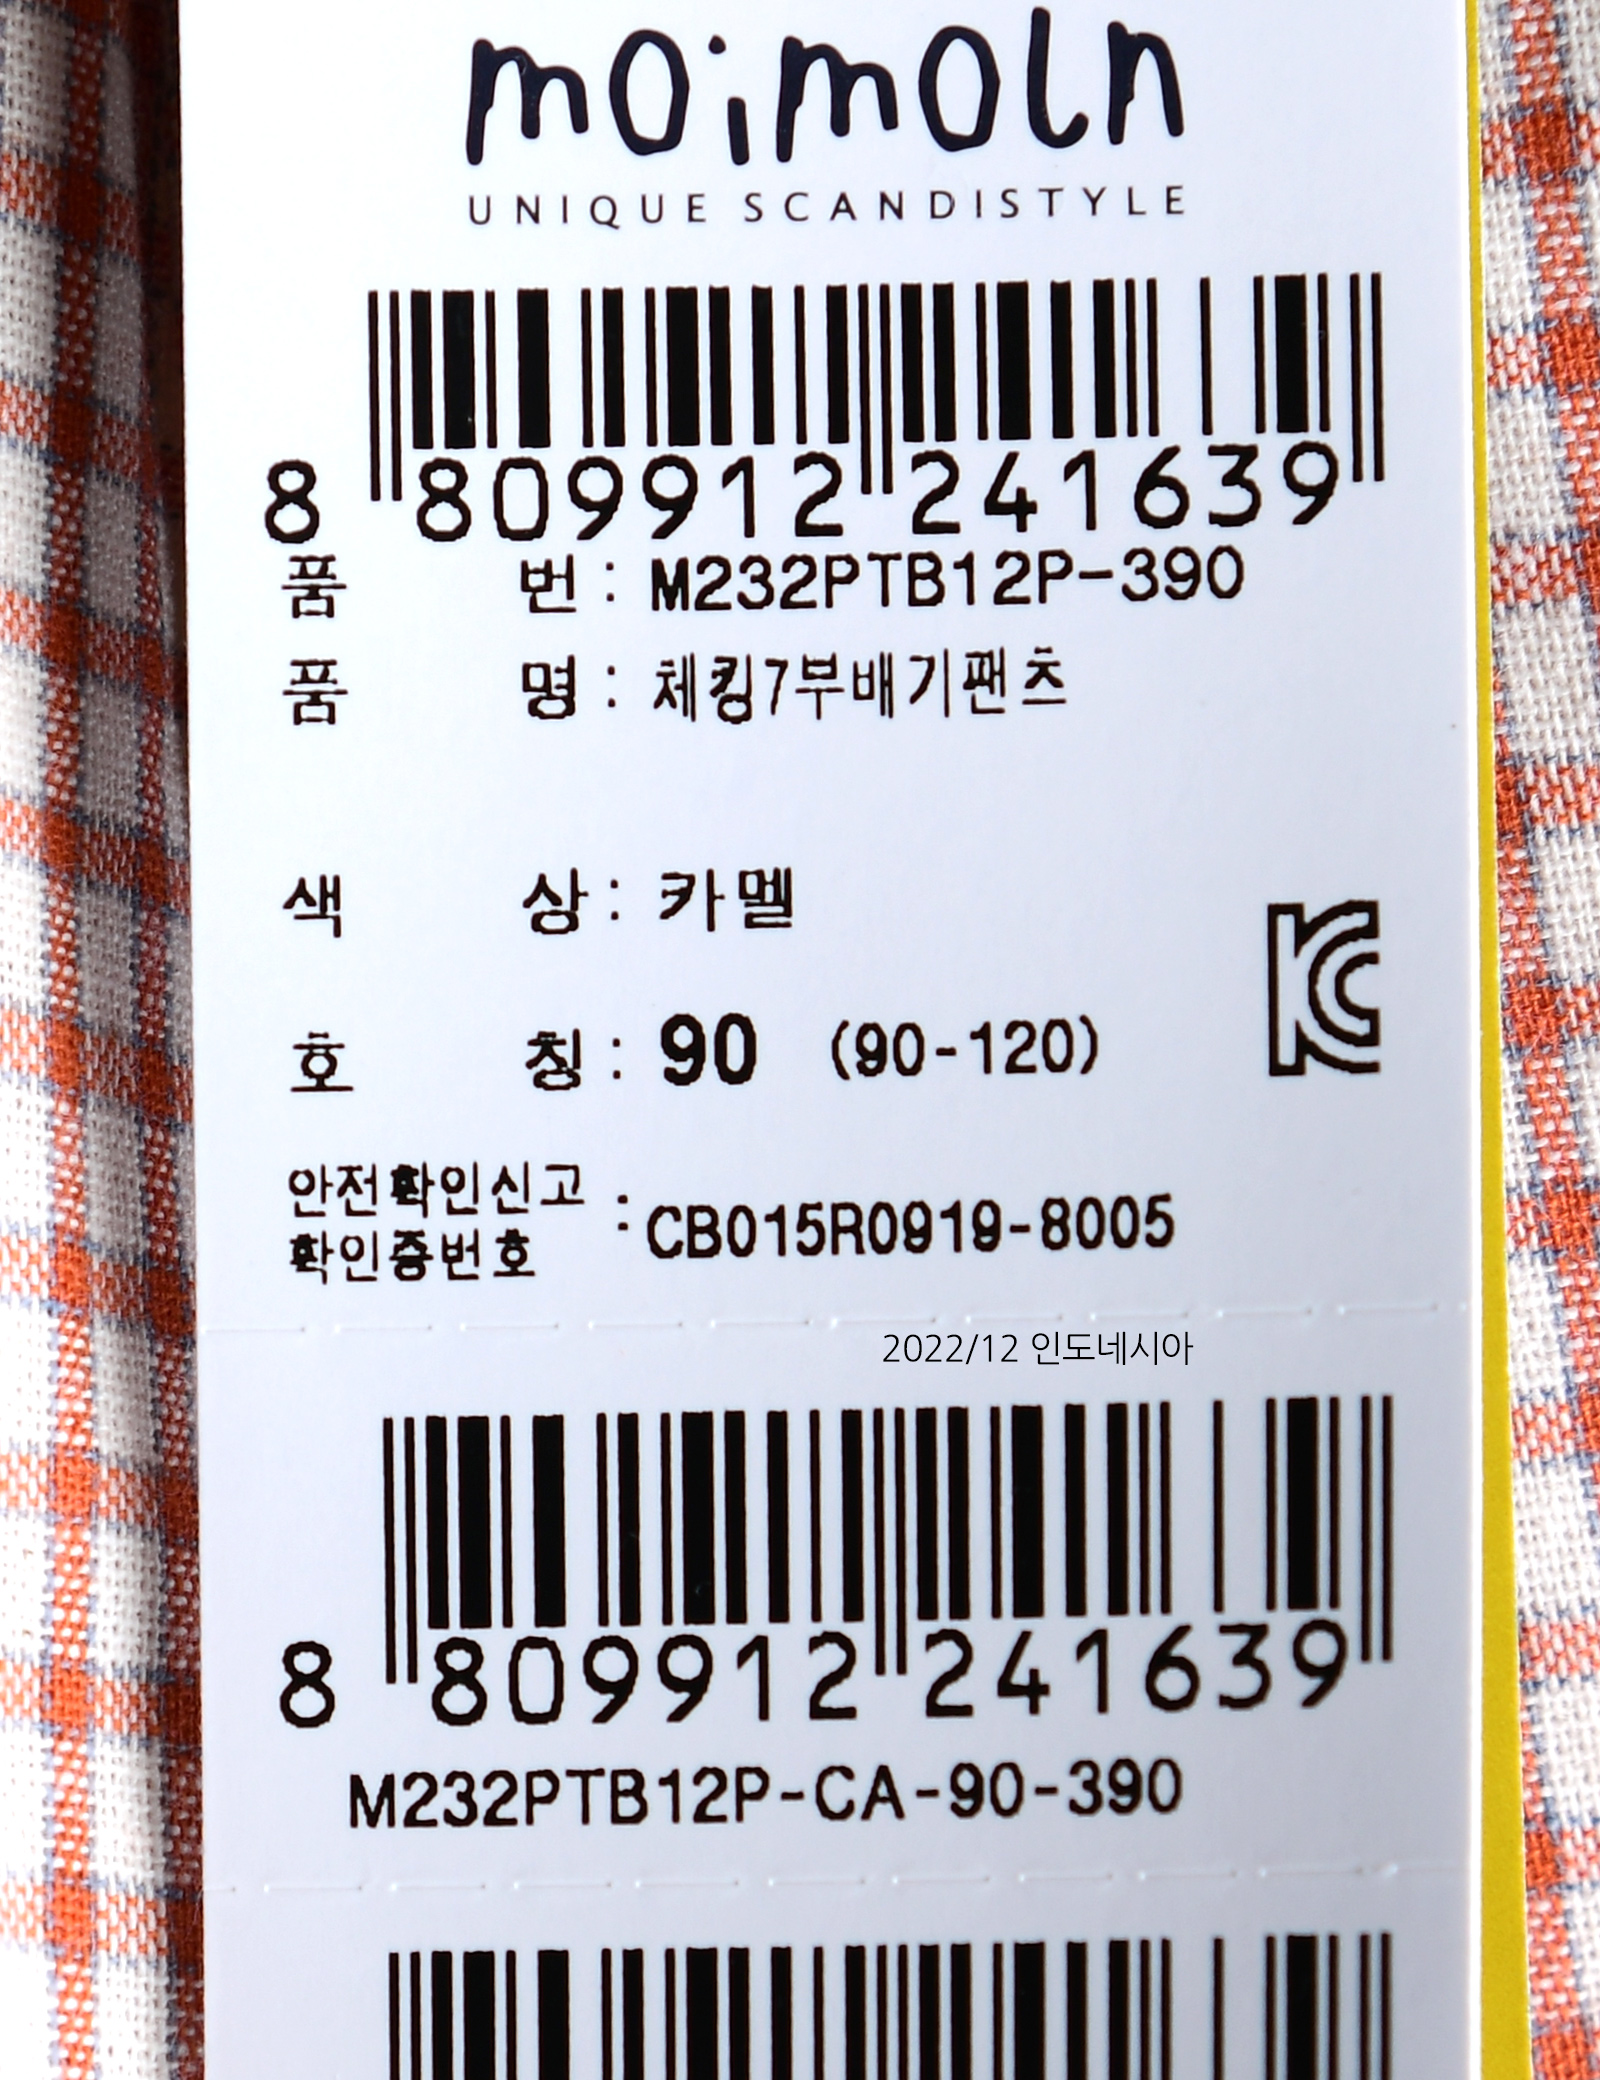 moimoln
UNIQUE SCANDISTYLE
8 809912 241639
품 번 : M232PTB12P-390
품 명 : 체킹7부배기팬츠
색 상 : 카멜
호 칭 : 90 (90-120)
안전확인신고
확인증번호 : CB015R0919-8005
2022/12 인도네시아
8 809912 241639
M232PTB12P-CA-90-390